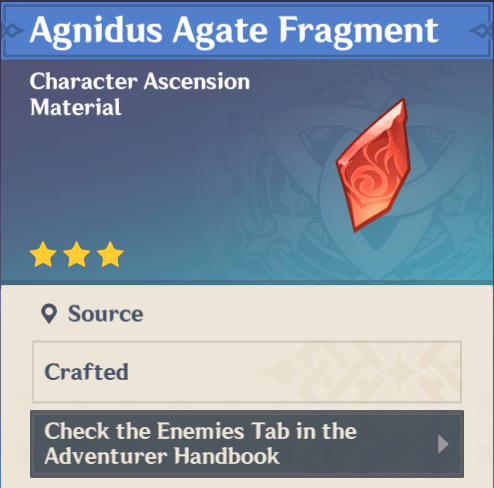 Agnidus Agate Fragment
Character Ascension
Material
Source
Crafted
Check the Enemies Tab in the
Adventurer Handbook